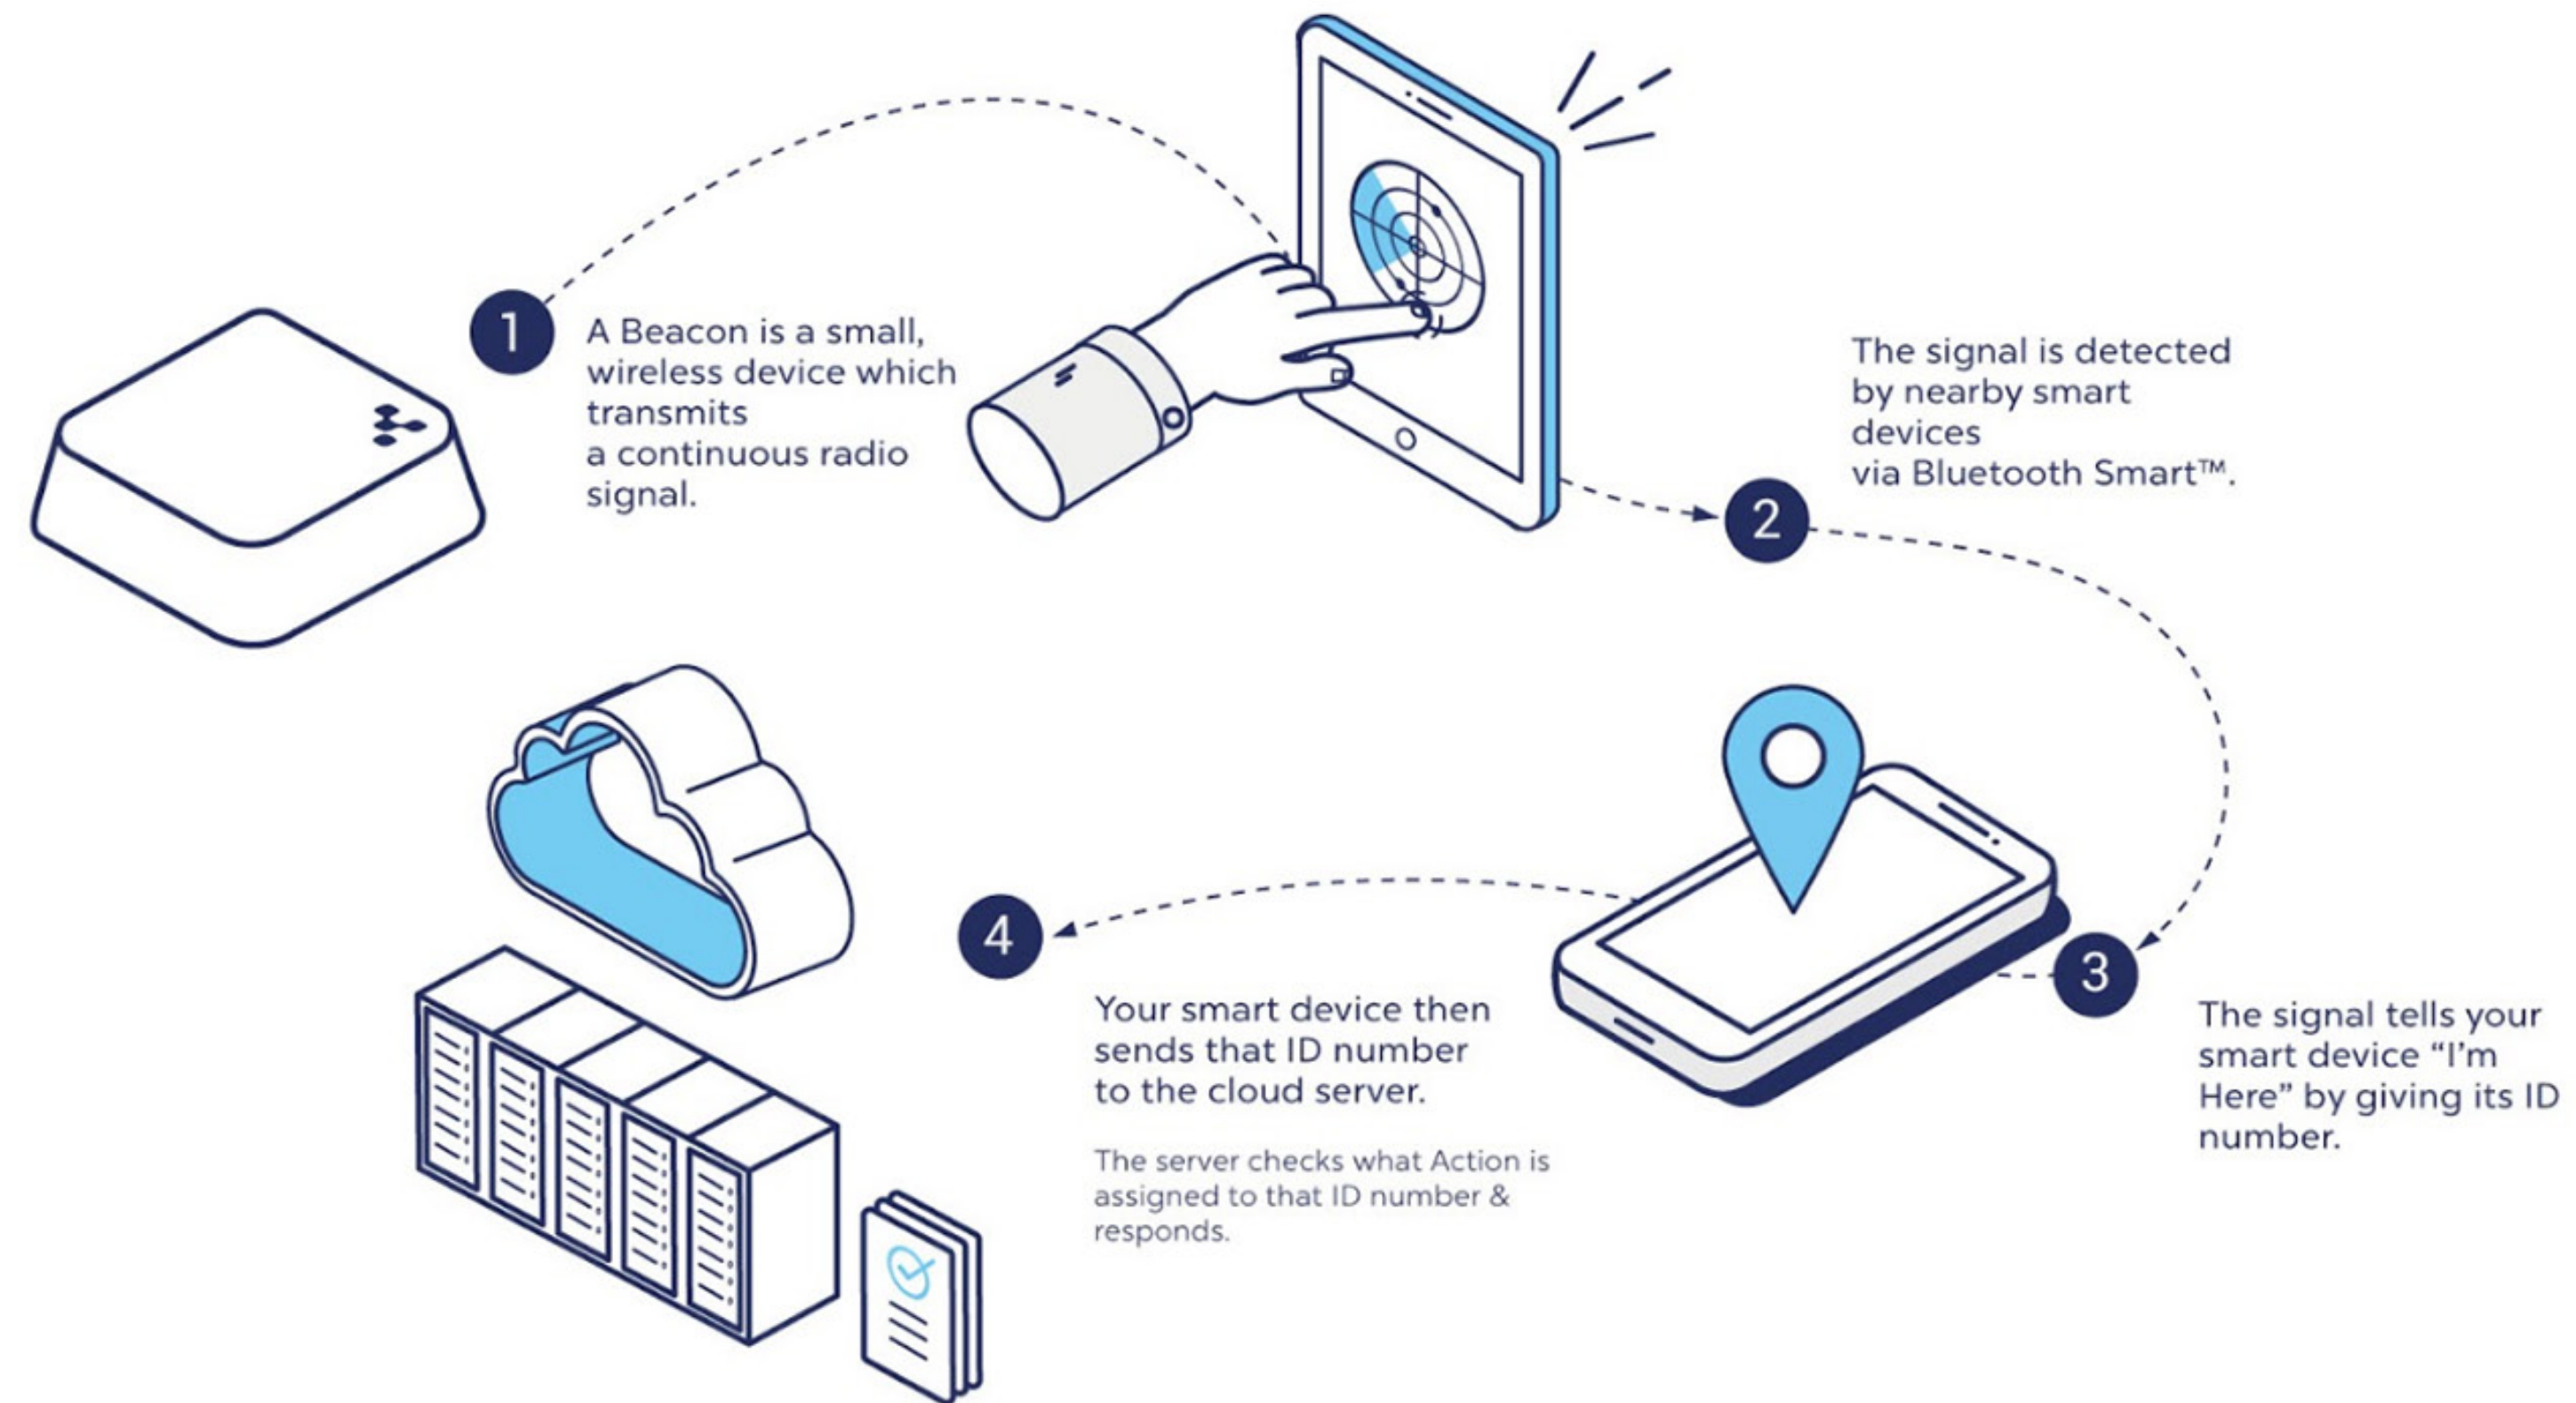 1
A Beacon is a small,
wireless device which
transmits
a continuous radio
signal.
The signal is detected
by nearby smart
devices
via Bluetooth Smart™.
2
3
The signal tells your
smart device “I’m
Here” by giving its ID
number.
4
Your smart device then
sends that ID number
to the cloud server.
The server checks what Action is
assigned to that ID number &
responds.